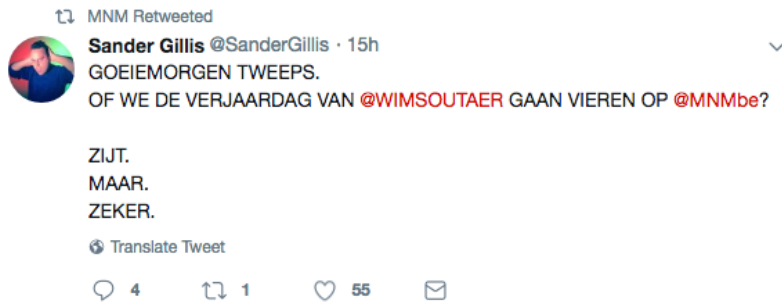 MNM Retweeted
Sander Gillis @SanderGillis · 15h
GOEIEMORGEN TWEEPS.
OF WE DE VERJAARDAG VAN @WIMSOUTAER GAAN VIEREN OP @MNMbe?
ZIJT.
MAAR.
ZEKER.
Translate Tweet
4 1 55